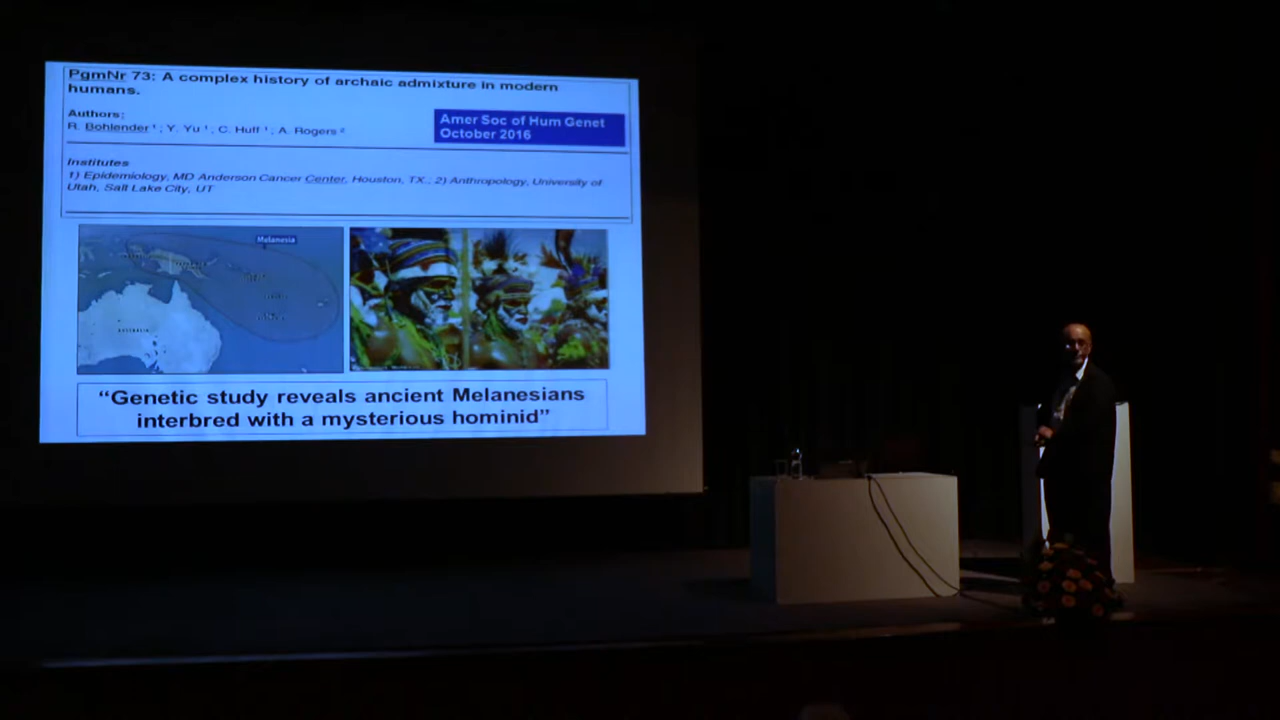 PgmNr 73: A complex history of archaic admixture in modern
humans.
Authors:
R. Bohlender ¹ ; Y. Yu ¹ ; C. Huff ¹ ; A. Rogers ²
Amer Soc of Hum Genet
October 2016
Institutes
1) Epidemiology, MD Anderson Cancer Center, Houston, TX.; 2) Anthropology, University of
Utah, Salt Lake City, UT
Melanesia
AUSTRALIA
“Genetic study reveals ancient Melanesians
interbred with a mysterious hominid”